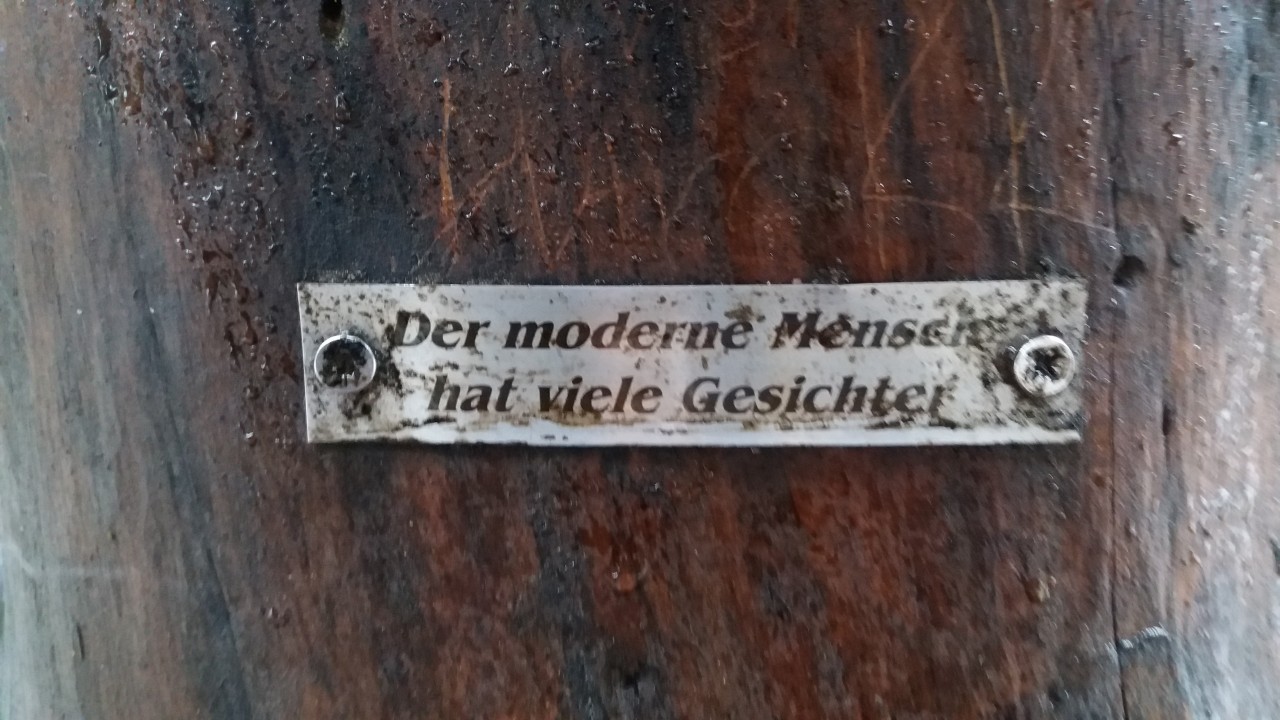 Der moderne Mensch
hat viele Gesichter